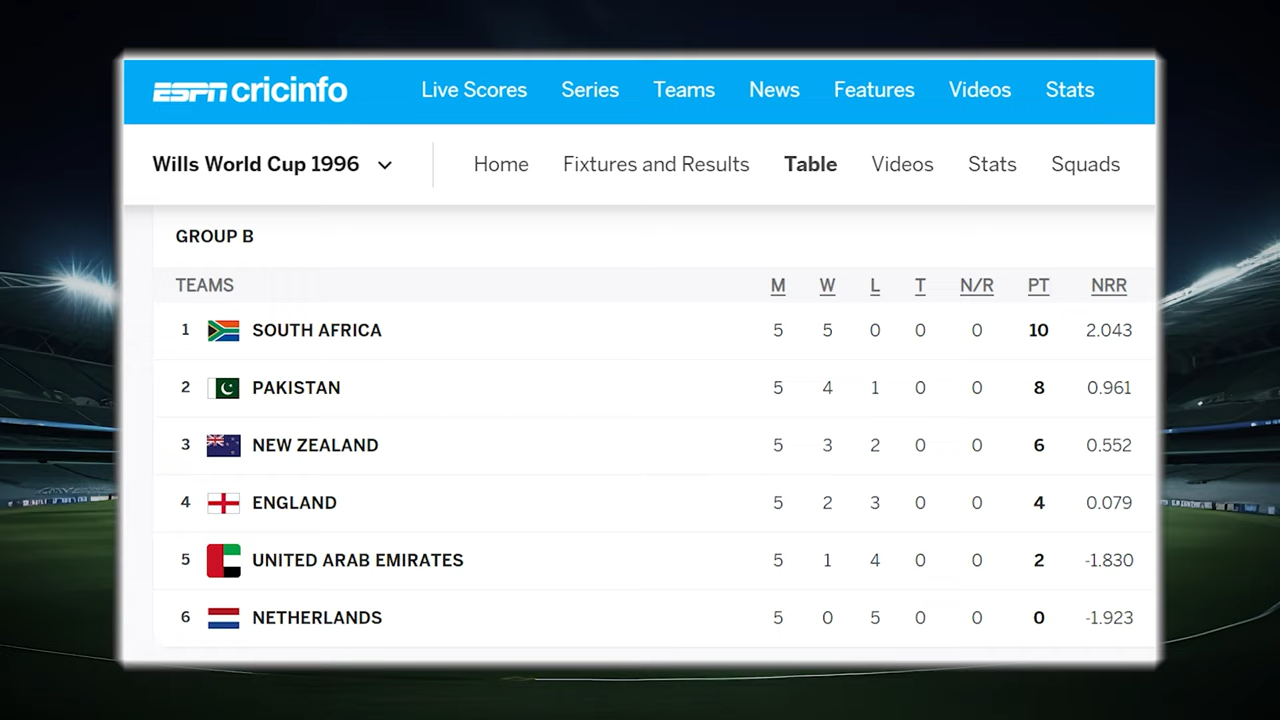 ESPN cricinfo Live Scores Series Teams News Features Videos Stats
Wills World Cup 1996 Home Fixtures and Results Table Videos Stats Squads
GROUP B
TEAMS M W L T N/R PT NRR
1 SOUTH AFRICA 5 5 0 0 0 10 2.043
2 PAKISTAN 5 4 1 0 0 8 0.961
3 NEW ZEALAND 5 3 2 0 0 6 0.552
4 ENGLAND 5 2 3 0 0 4 0.079
5 UNITED ARAB EMIRATES 5 1 4 0 0 2 -1.830
6 NETHERLANDS 5 0 5 0 0 0 -1.923